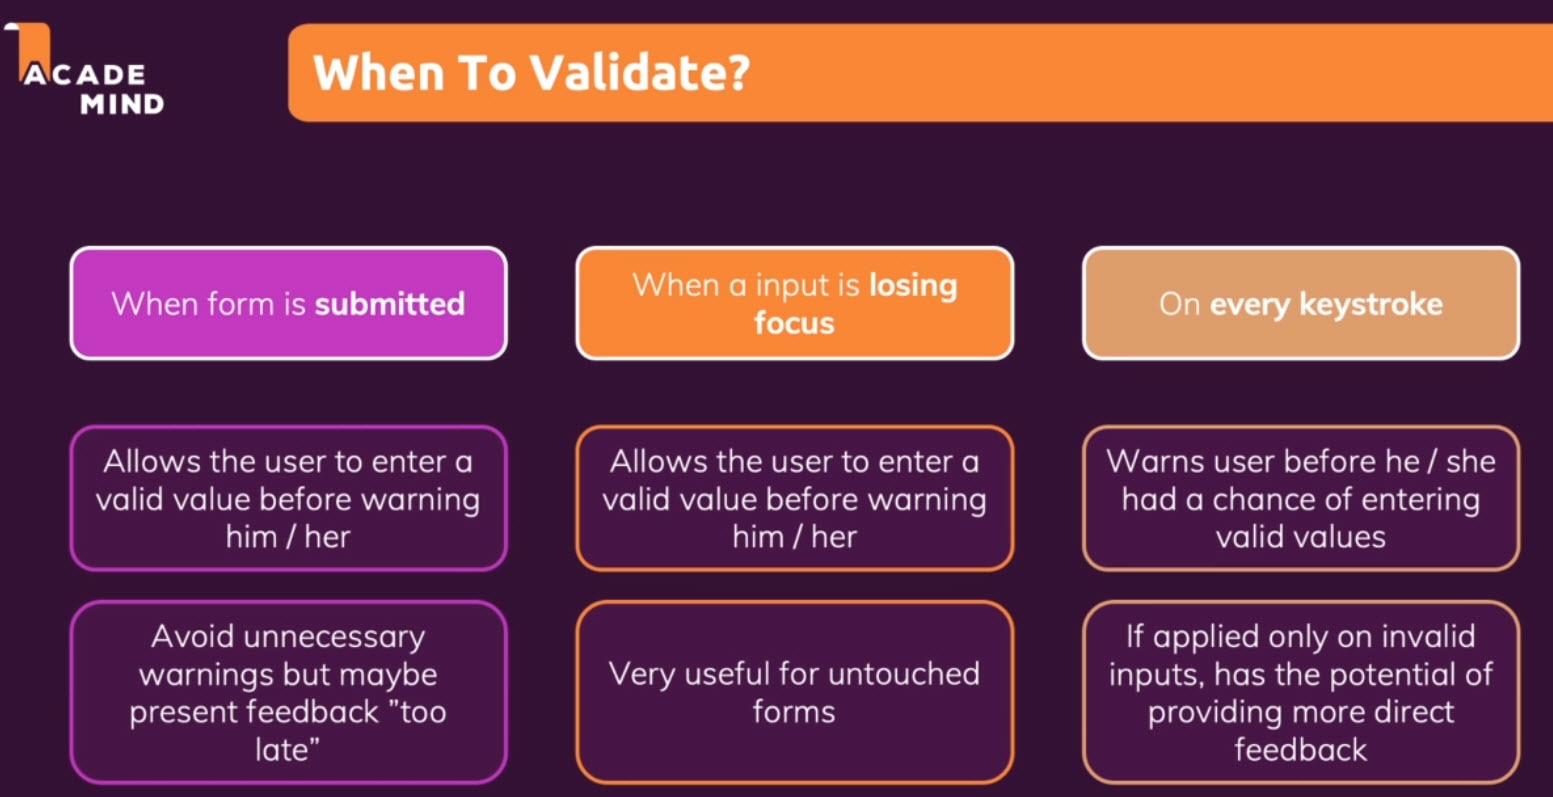 ACADE
MIND
When To Validate?
When form is submitted
When a input is losing
focus
On every keystroke
Allows the user to enter a
valid value before warning
him / her
Allows the user to enter a
valid value before warning
him / her
Warns user before he / she
had a chance of entering
valid values
Avoid unnecessary
warnings but maybe
present feedback ”too
late”
Very useful for untouched
forms
If applied only on invalid
inputs, has the potential of
providing more direct
feedback